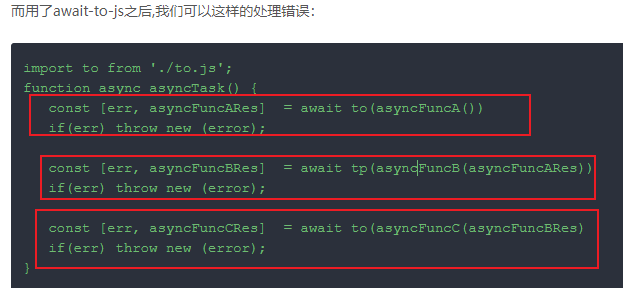 而用了await-to-js之后,我们可以这样的处理错误：
import to from './to.js';
function async asyncTask() {
const [err, asyncFuncARes]  = await to(asyncFuncA())
if(err) throw new (error);
const [err, asyncFuncBRes]  = await tp(asyncFuncB(asyncFuncARes))
if(err) throw new (error);
const [err, asyncFuncCRes]  = await to(asyncFuncC(asyncFuncBRes)
if(err) throw new (error);
}